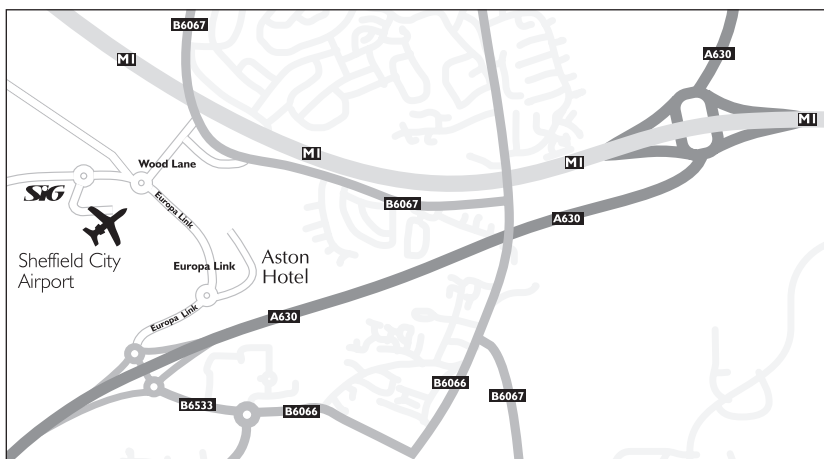 B6067
M1
A630
M1
M1
M1
Wood Lane
SIG
Europa Link
B6067
A630
Sheffield City
Airport
Europa Link
Aston
Hotel
Europa Link
A630
B6066
B6067
B6533
B6066